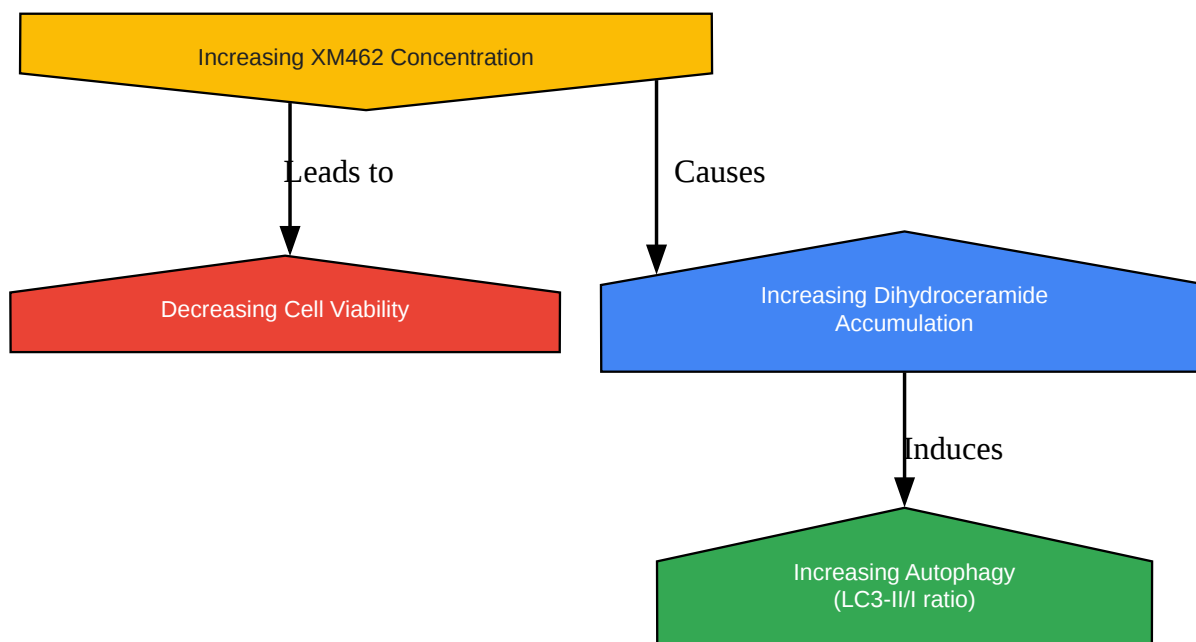 Increasing XM462 Concentration
Leads to
Causes
Decreasing Cell Viability
Increasing Dihydroceramide
Accumulation
Induces
Increasing Autophagy
(LC3-II/I ratio)